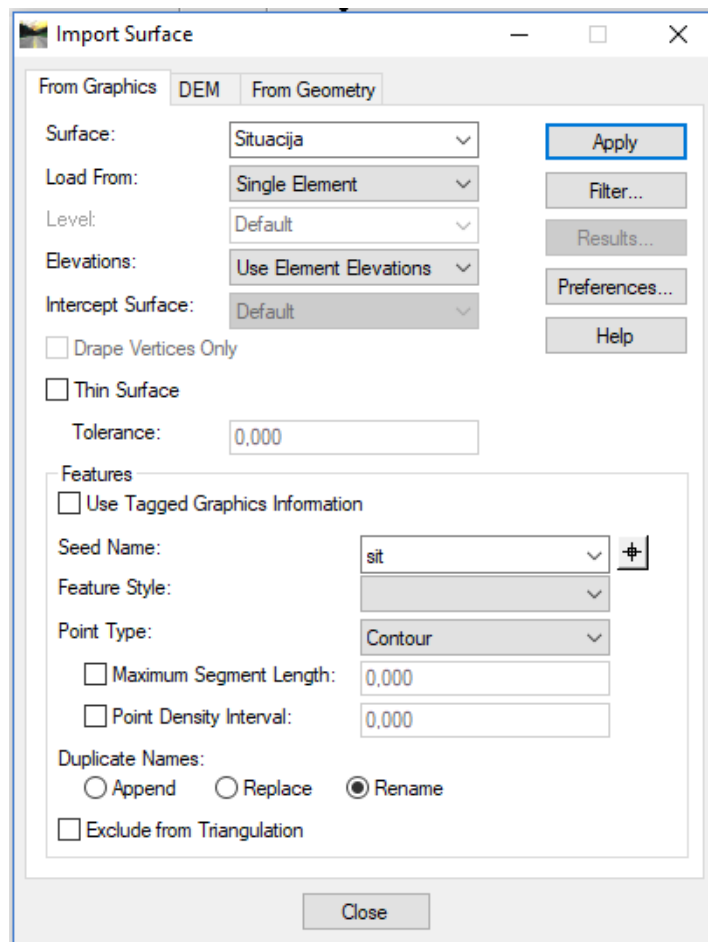 Import Surface
From Graphics DEM From Geometry
Surface: Situacija Apply
Load From: Single Element Filter...
Level: Default Results...
Elevations: Use Element Elevations Preferences...
Intercept Surface: Default Help
Drape Vertices Only
Thin Surface
Tolerance: 0,000
Features
Use Tagged Graphics Information
Seed Name: sit
Feature Style:
Point Type: Contour
Maximum Segment Length: 0,000
Point Density Interval: 0,000
Duplicate Names:
Append Replace Rename
Exclude from Triangulation
Close